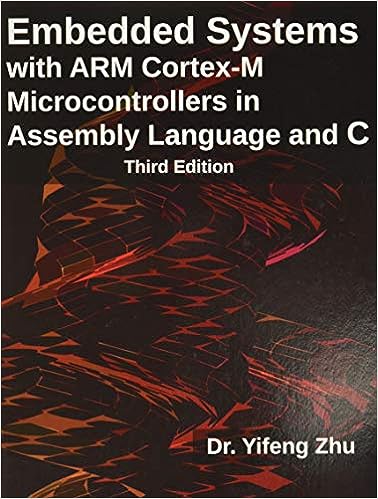 Embedded Systems
with ARM Cortex-M
Microcontrollers in
Assembly Language and C
Third Edition
Dr. Yifeng Zhu